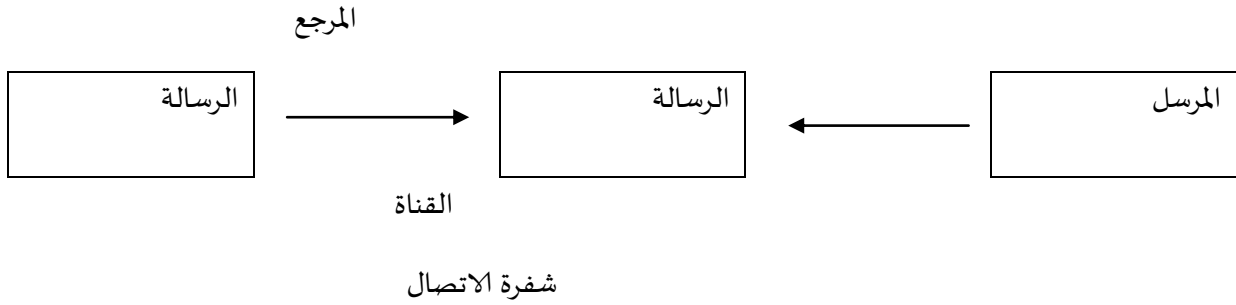 المرجع
المرسل
الرسالة
الرسالة
القناة
شفرة الاتصال